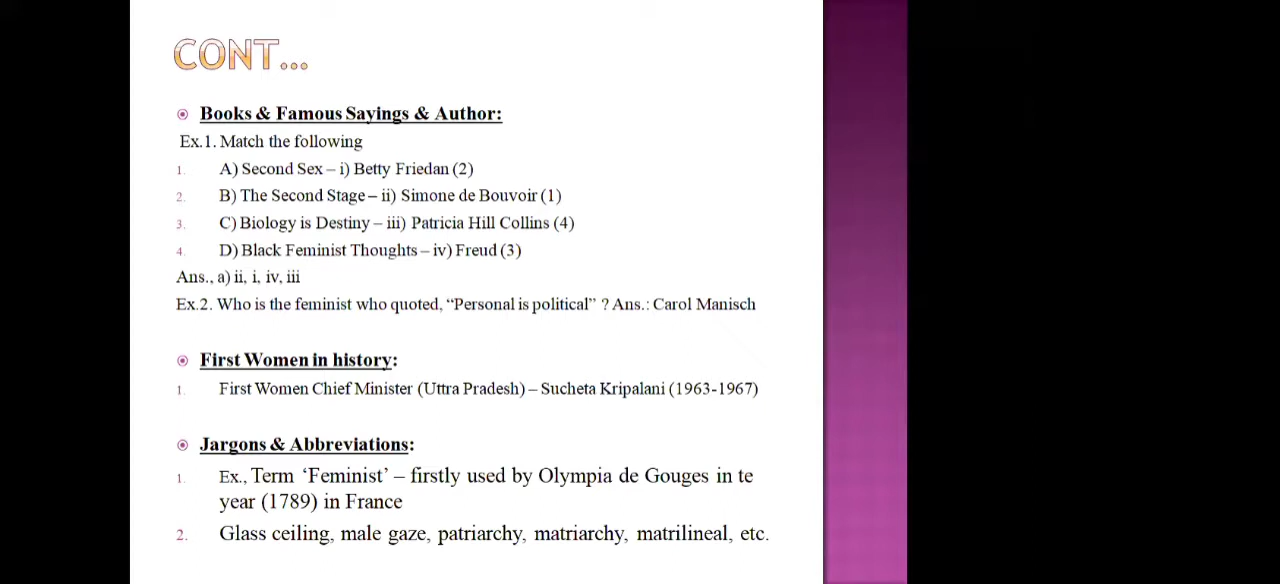 CONT...
Books & Famous Sayings & Author:
Ex.1. Match the following
1. A) Second Sex – i) Betty Friedan (2)
2. B) The Second Stage – ii) Simone de Bouvoir (1)
3. C) Biology is Destiny – iii) Patricia Hill Collins (4)
4. D) Black Feminist Thoughts – iv) Freud (3)
Ans., a) ii, i, iv, iii
Ex.2. Who is the feminist who quoted, “Personal is political” ? Ans.: Carol Manisch
First Women in history:
1. First Women Chief Minister (Uttra Pradesh) – Sucheta Kripalani (1963-1967)
Jargons & Abbreviations:
1. Ex., Term ‘Feminist’ – firstly used by Olympia de Gouges in te
year (1789) in France
2. Glass ceiling, male gaze, patriarchy, matriarchy, matrilineal, etc.